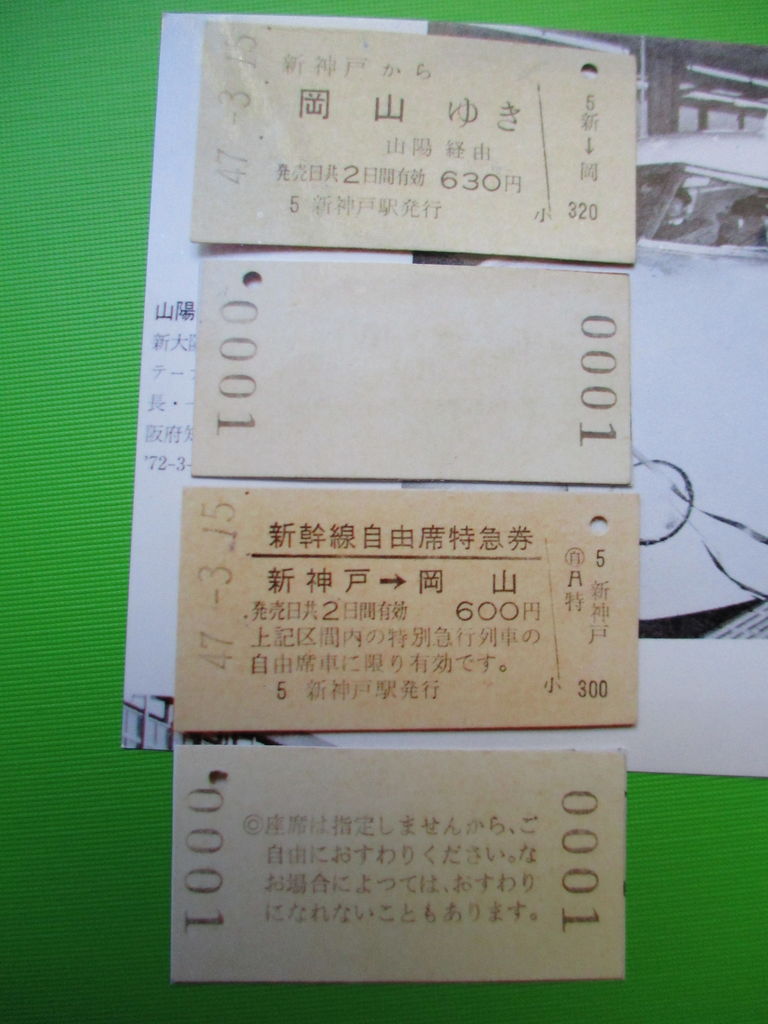 47.-3.15
新神戸から
岡山ゆき
山陽経由
発売日共2日間有効 630円
5 新神戸駅発行
5
新→岡
小 320
山陽
新大阪
テー
長・
阪府
'72-3-
0001
0001
47.-3.15
新幹線自由席特急券
新神戸→岡山
発売日共2日間有効 600円
上記区間内の特別急行列車の
自由席車に限り有効です。
5 新神戸駅発行
5 新神戸
㊒A特
小 300
0001
◎座席は指定しませんから、ご
自由におすわりください。な
お場合によつては、おすわり
になれないこともあります。
0001